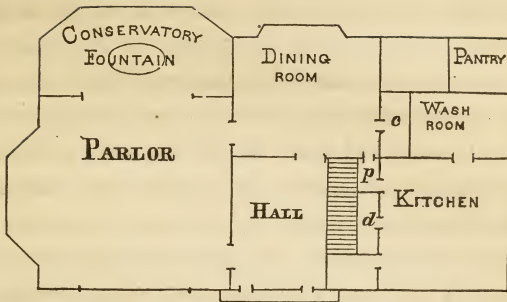 CONSERVATORY
FOUNTAIN
DINING
ROOM
PANTRY
c
WASH
ROOM
PARLOR
p
HALL
d
KITCHEN